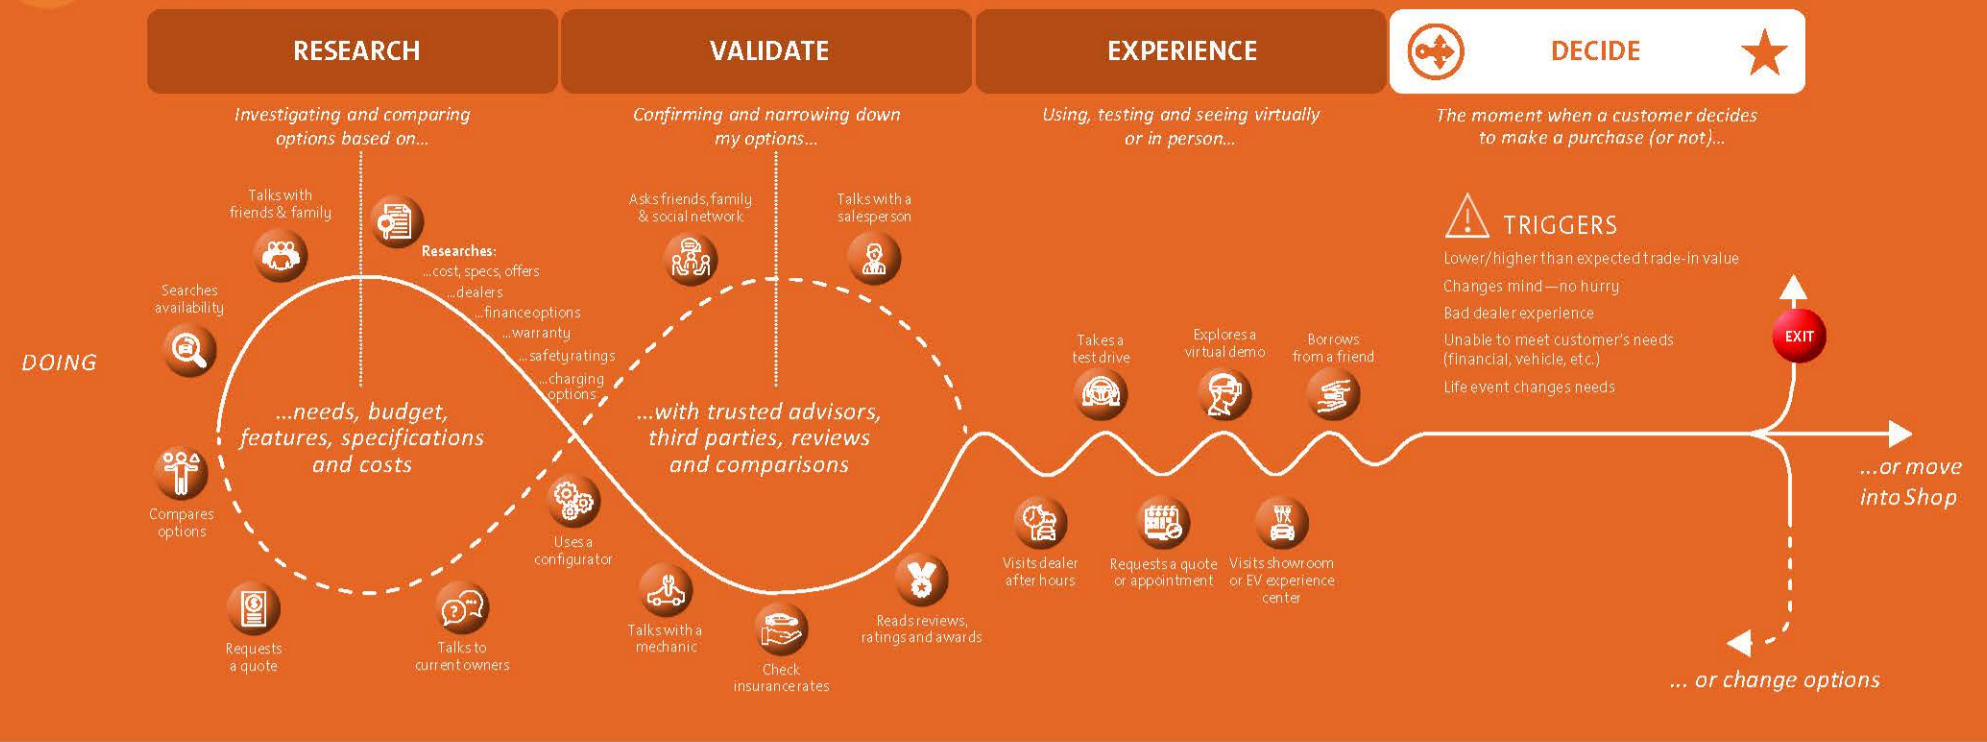 RESEARCH
VALIDATE
EXPERIENCE
DECIDE
Investigating and comparing
options based on...
Confirming and narrowing down
my options...
Using, testing and seeing virtually
or in person...
The moment when a customer decides
to make a purchase (or not)...
DOING
Talks with
friends & family
Researches:
...cost, specs, offers
...dealers
...finance options
...warranty
...safety ratings
...charging
options
Searches
availability
...needs, budget,
features, specifications
and costs
Compares
options
Requests
a quote
Talks to
current owners
Uses a
configurator
Asks friends, family
& social network
Talks with a
salesperson
...with trusted advisors,
third parties, reviews
and comparisons
Talks with a
mechanic
Check
insurance rates
Reads reviews,
ratings and awards
Takes a
test drive
Explores a
virtual demo
Borrows
from a friend
Visits dealer
after hours
Requests a quote
or appointment
Visits showroom
or EV experience
center
TRIGGERS
Lower/higher than expected trade-in value
Changes mind—no hurry
Bad dealer experience
Unable to meet customer's needs
(financial, vehicle, etc.)
Life event changes needs
EXIT
...or move
into Shop
... or change options